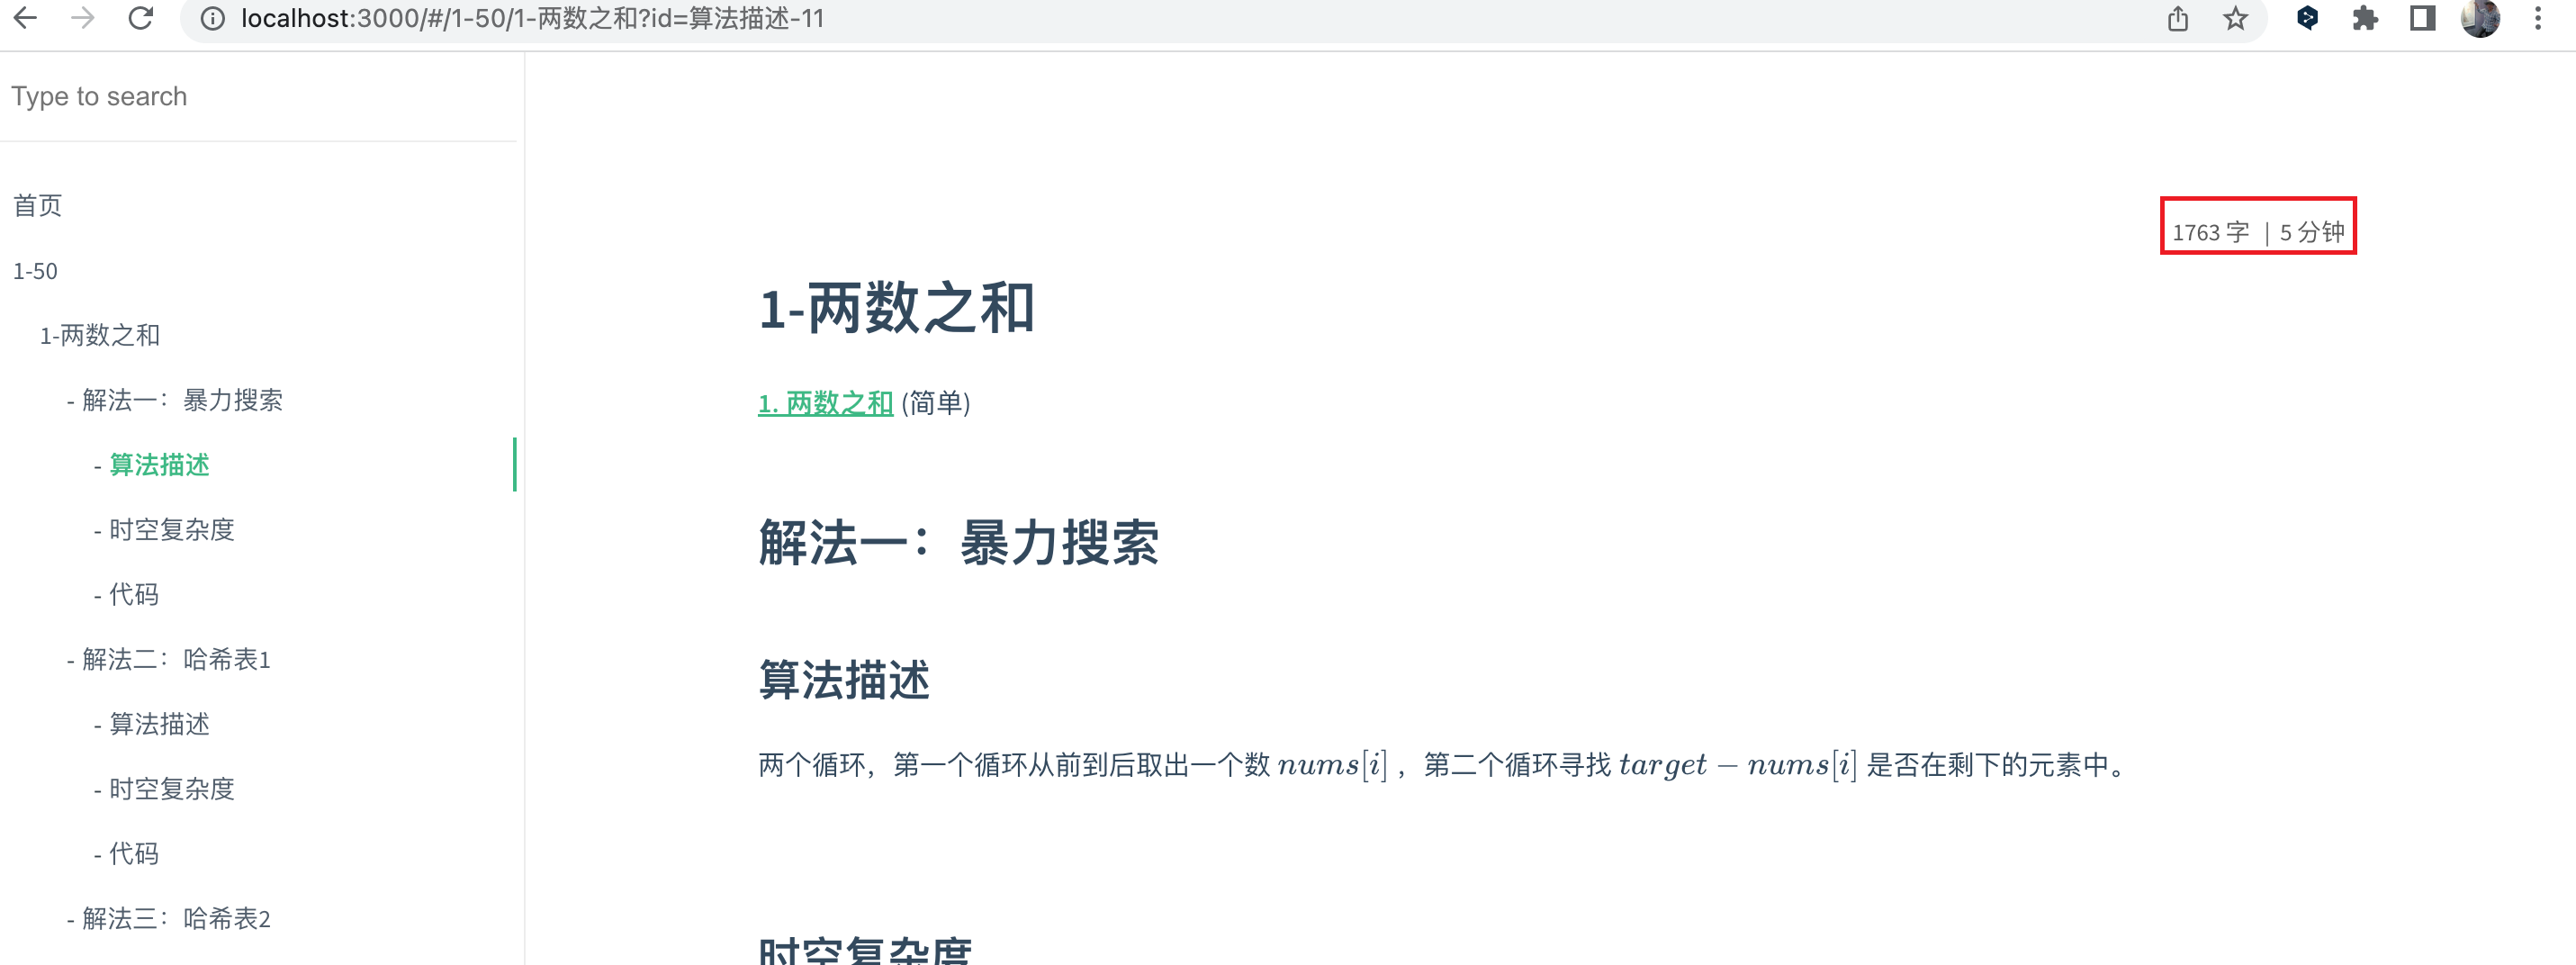 localhost:3000/#/1-50/1-两数之和?id=算法描述-11
Type to search
首页
1-50
1-两数之和
- 解法一：暴力搜索
- 算法描述
- 时空复杂度
- 代码
- 解法二：哈希表1
- 算法描述
- 时空复杂度
- 代码
- 解法三：哈希表2
1763 字 | 5 分钟
1-两数之和
1. 两数之和 (简单)
解法一：暴力搜索
算法描述
两个循环，第一个循环从前到后取出一个数 nums[i] ，第二个循环寻找 target − nums[i] 是否在剩下的元素中。
时空复杂度